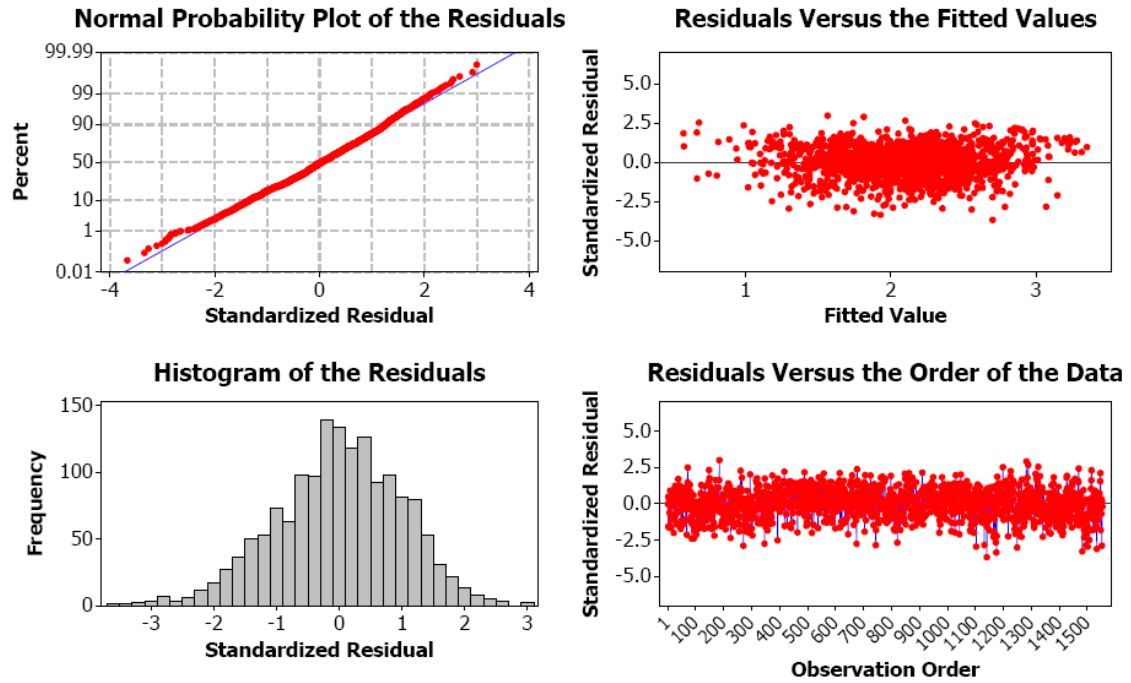 Normal Probability Plot of the Residuals
99.99
99
90
50
10
1
0.01
Percent
-4 -2 0 2 4
Standardized Residual
Residuals Versus the Fitted Values
5.0
2.5
0.0
-2.5
-5.0
Standardized Residual
1 2 3
Fitted Value
Histogram of the Residuals
150
100
50
0
Frequency
-3 -2 -1 0 1 2 3
Standardized Residual
Residuals Versus the Order of the Data
5.0
2.5
0.0
-2.5
-5.0
Standardized Residual
1 100 200 300 400 500 600 700 800 900 1000 1100 1200 1300 1400 1500
Observation Order